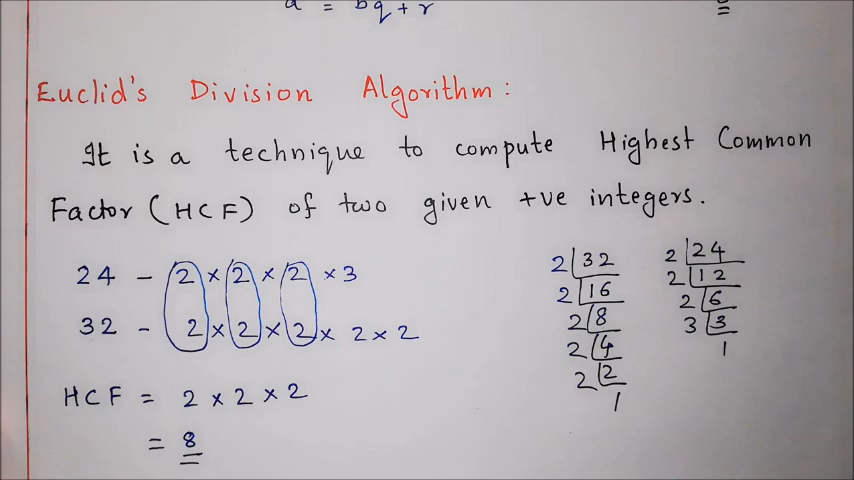 a = bq + r
Euclid's Division Algorithm :
It is a technique to compute Highest Common
Factor (HCF) of two given +ve integers.
24 - 2 × 2 × 2 × 3
32 - 2 × 2 × 2 × 2 × 2
HCF = 2 × 2 × 2
= 8
2 32
2 16
2 8
2 4
2 2
1
2 24
2 12
2 6
3 3
1